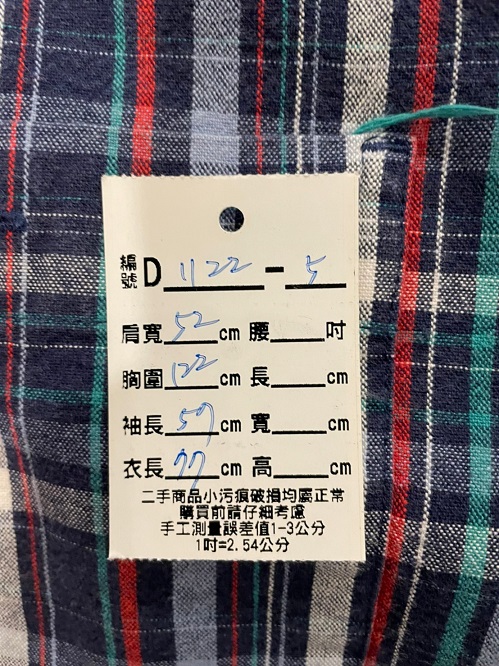 編號 D 1122 - 5
肩寬 52 cm 腰____吋
胸圍 122 cm 長____cm
袖長 57 cm 寬____cm
衣長 77 cm 高____cm
二手商品小污痕破損均屬正常
購買前請仔細考慮
手工測量誤差值1-3公分
1吋=2.54公分